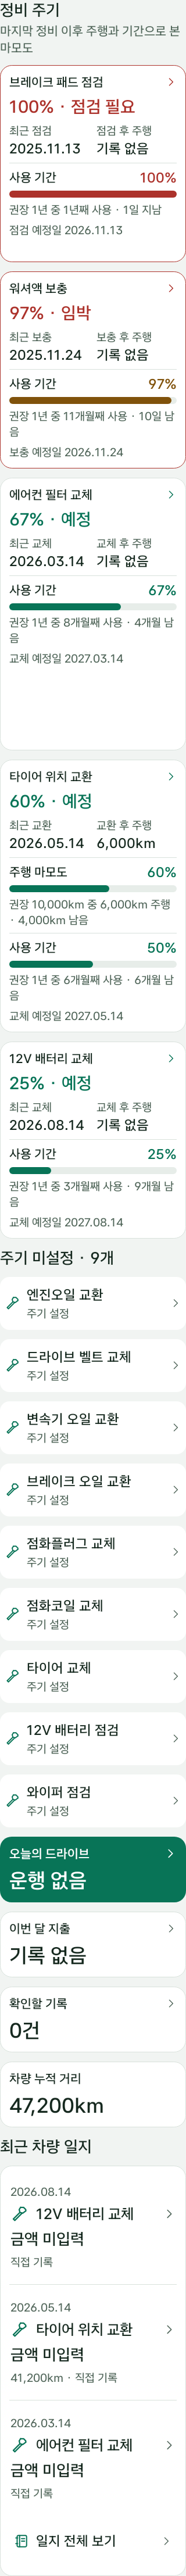 정비 주기
마지막 정비 이후 주행과 기간으로 본
마모도
브레이크 패드 점검
100% · 점검 필요
최근 점검 점검 후 주행
2025.11.13 기록 없음
사용 기간 100%
권장 1년 중 1년째 사용 · 1일 지남
점검 예정일 2026.11.13
워셔액 보충
97% · 임박
최근 보충 보충 후 주행
2025.11.24 기록 없음
사용 기간 97%
권장 1년 중 11개월째 사용 · 10일 남
음
보충 예정일 2026.11.24
에어컨 필터 교체
67% · 예정
최근 교체 교체 후 주행
2026.03.14 기록 없음
사용 기간 67%
권장 1년 중 8개월째 사용 · 4개월 남
음
교체 예정일 2027.03.14
타이어 위치 교환
60% · 예정
최근 교환 교환 후 주행
2026.05.14 6,000km
주행 마모도 60%
권장 10,000km 중 6,000km 주행
· 4,000km 남음
사용 기간 50%
권장 1년 중 6개월째 사용 · 6개월 남
음
교체 예정일 2027.05.14
12V 배터리 교체
25% · 예정
최근 교체 교체 후 주행
2026.08.14 기록 없음
사용 기간 25%
권장 1년 중 3개월째 사용 · 9개월 남
음
교체 예정일 2027.08.14
주기 미설정 · 9개
엔진오일 교환
주기 설정
드라이브 벨트 교체
주기 설정
변속기 오일 교환
주기 설정
브레이크 오일 교환
주기 설정
점화플러그 교체
주기 설정
점화코일 교체
주기 설정
타이어 교체
주기 설정
12V 배터리 점검
주기 설정
와이퍼 점검
주기 설정
오늘의 드라이브
운행 없음
이번 달 지출
기록 없음
확인할 기록
0건
차량 누적 거리
47,200km
최근 차량 일지
2026.08.14
12V 배터리 교체
금액 미입력
직접 기록
2026.05.14
타이어 위치 교환
금액 미입력
41,200km · 직접 기록
2026.03.14
에어컨 필터 교체
금액 미입력
직접 기록
일지 전체 보기